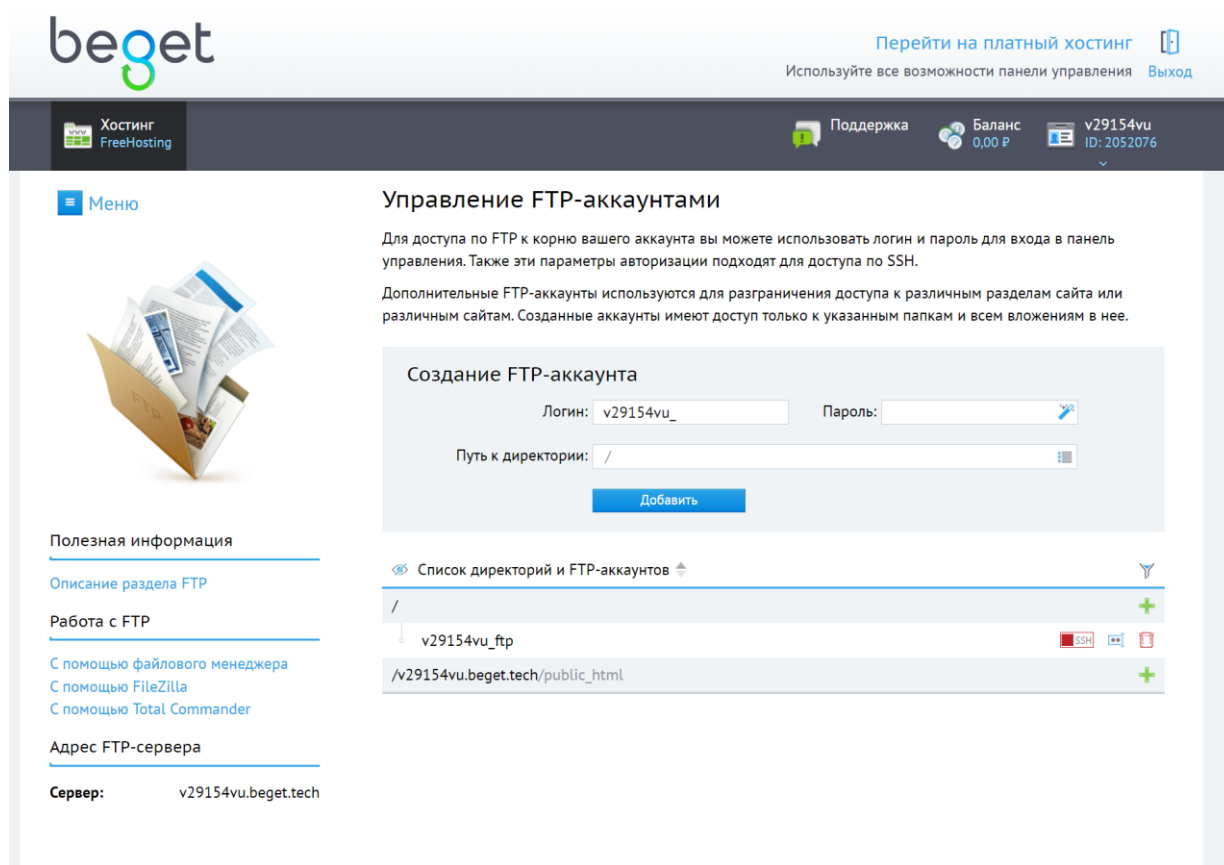 beget
Перейти на платный хостинг
Используйте все возможности панели управления Выход
Хостинг
FreeHosting
Поддержка
Баланс
0,00 ₽
v29154vu
ID: 2052076
Меню
FTP
Полезная информация
Описание раздела FTP
Работа с FTP
С помощью файлового менеджера
С помощью FileZilla
С помощью Total Commander
Адрес FTP-сервера
Сервер: v29154vu.beget.tech
Управление FTP-аккаунтами
Для доступа по FTP к корню вашего аккаунта вы можете использовать логин и пароль для входа в панель
управления. Также эти параметры авторизации подходят для доступа по SSH.
Дополнительные FTP-аккаунты используются для разграничения доступа к различным разделам сайта или
различным сайтам. Созданные аккаунты имеют доступ только к указанным папкам и всем вложениям в нее.
Создание FTP-аккаунта
Логин: v29154vu_ Пароль:
Путь к директории: /
Добавить
Список директорий и FTP-аккаунтов
/
v29154vu_ftp SSH
/v29154vu.beget.tech/public_html